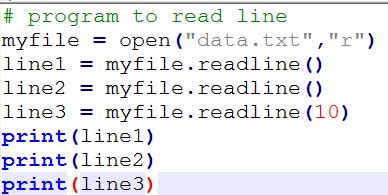 # program to read line
myfile = open("data.txt","r")
line1 = myfile.readline()
line2 = myfile.readline()
line3 = myfile.readline(10)
print(line1)
print(line2)
print(line3)